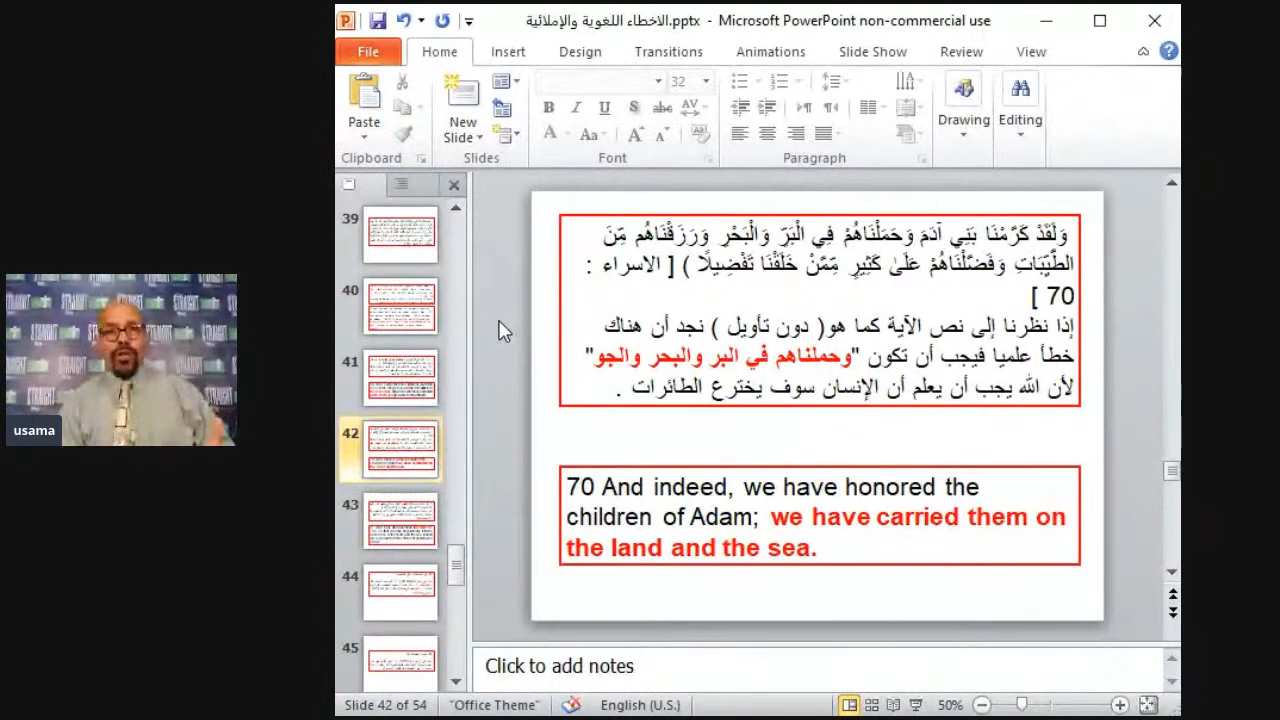 الاخطاء اللغوية والإملائية.pptx - Microsoft PowerPoint non-commercial use
File Home Insert Design Transitions Animations Slide Show Review View
32
Paste
New
Slide
Drawing
Editing
Clipboard
Slides
Font
Paragraph
39
40
41
42
43
44
45
usama
وَلَقَدْ كَرَّمْنَا بَنِي آدَمَ وَحَمَلْنَاهُمْ فِي الْبَرِّ وَالْبَحْرِ وَرَزَقْنَاهُم مِّنَ
الطَّيِّبَاتِ وَفَضَّلْنَاهُمْ عَلَىٰ كَثِيرٍ مِّمَّنْ خَلَقْنَا تَفْضِيلًا ) [ الاسراء :
70 ]
إذا نظرنا إلى نص الآية كما هو( دون تأويل ) نجد أن هناك
خطأ علميا فيجب أن تكون "وحملناهم في البر والبحر والجو"
لأن الله يجب أن يعلم أن الإنسن سوف يخترع الطائرات .
70 And indeed, we have honored the
children of Adam; we have carried them on
the land and the sea.
Click to add notes
Slide 42 of 54
"Office Theme"
English (U.S.)
50%